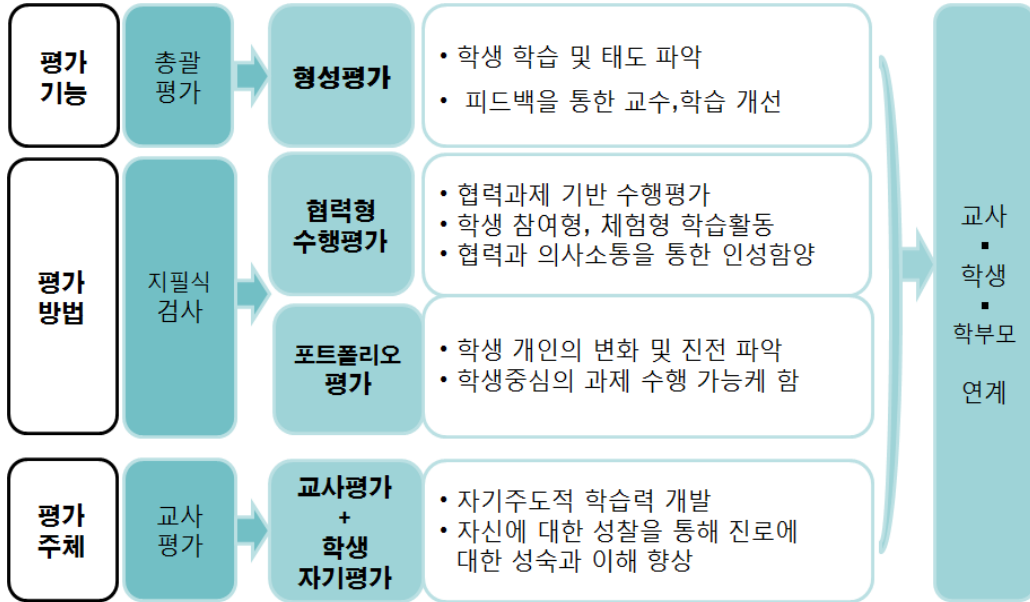 평가
기능
총괄
평가
형성평가
• 학생 학습 및 태도 파악
• 피드백을 통한 교수,학습 개선
평가
방법
지필식
검사
협력형
수행평가
• 협력과제 기반 수행평가
• 학생 참여형, 체험형 학습활동
• 협력과 의사소통을 통한 인성함양
포트폴리오
평가
• 학생 개인의 변화 및 진전 파악
• 학생중심의 과제 수행 가능케 함
평가
주체
교사
평가
교사평가
+
학생
자기평가
• 자기주도적 학습력 개발
• 자신에 대한 성찰을 통해 진로에
대한 성숙과 이해 향상
교사
▪
학생
▪
학부모
연계